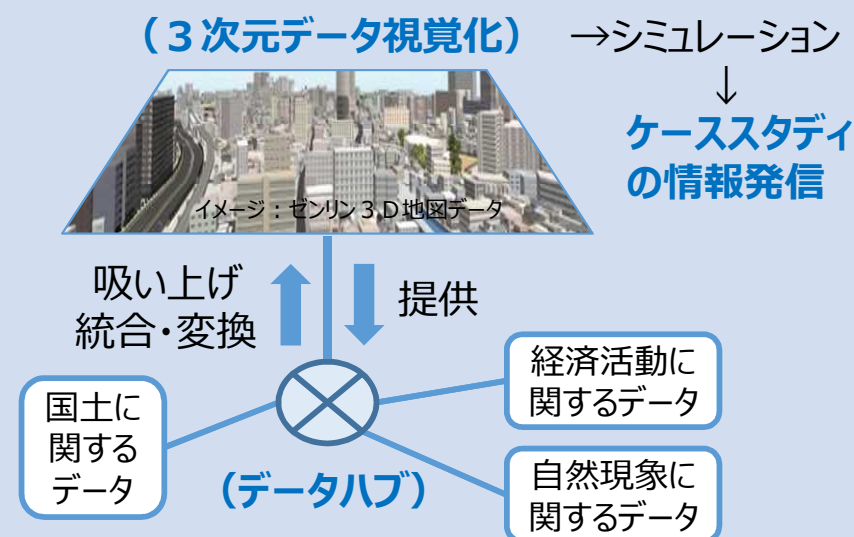 （３次元データ視覚化）
→シミュレーション
↓
ケーススタディ
の情報発信
イメージ：ゼンリン３Ｄ地図データ
吸い上げ
統合・変換
提供
経済活動に
関するデータ
国土に
関する
データ
（データハブ）
自然現象に
関するデータ